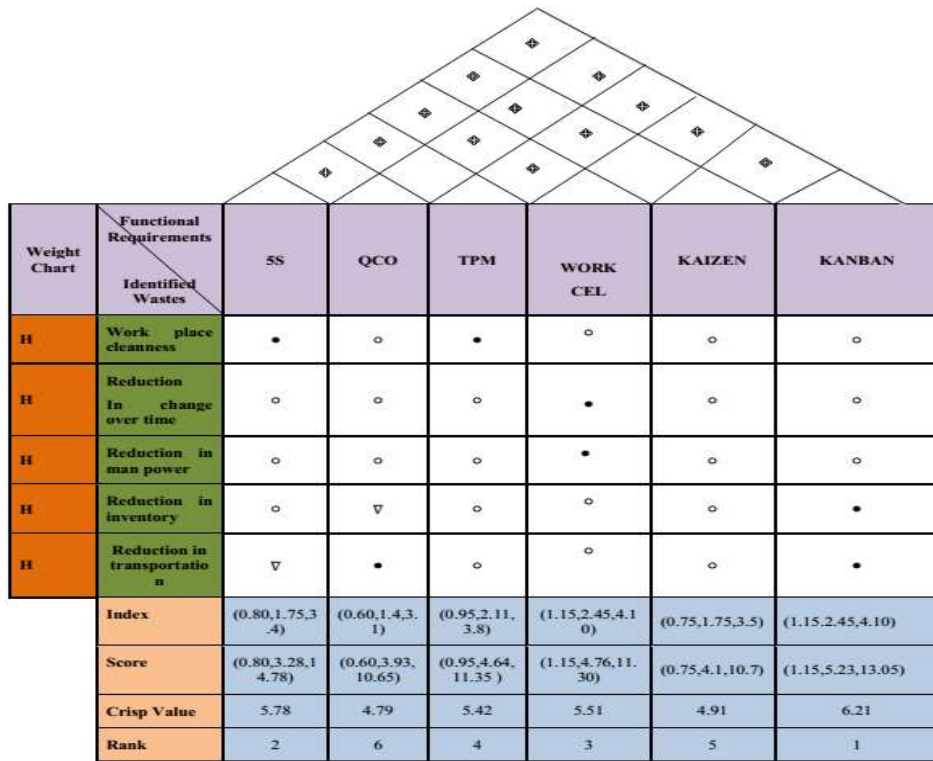 Weight
Chart
Functional
Requirements
Identified
Wastes
5S
QCO
TPM
WORK
CEL
KAIZEN
KANBAN
H
Work place
cleanness
H
Reduction
In change
over time
H
Reduction in
man power
H
Reduction in
inventory
H
Reduction in
transportatio
n
Index
(0.80,1.75,3
.4)
(0.60,1.4,3.
1)
(0.95,2.11,
3.8)
(1.15,2.45,4.1
0)
(0.75,1.75,3.5)
(1.15.2.45,4.10)
Score
(0.80,3.28,1
4.78)
(0.60,3.93,
10.65)
(0.95,4.64,
11.35 )
(1.15,4.76,11.
30)
(0.75,4.1,10.7)
(1.15,5.23,13.05)
Crisp Value
5.78
4.79
5.42
5.51
4.91
6.21
Rank
2
6
4
3
5
1